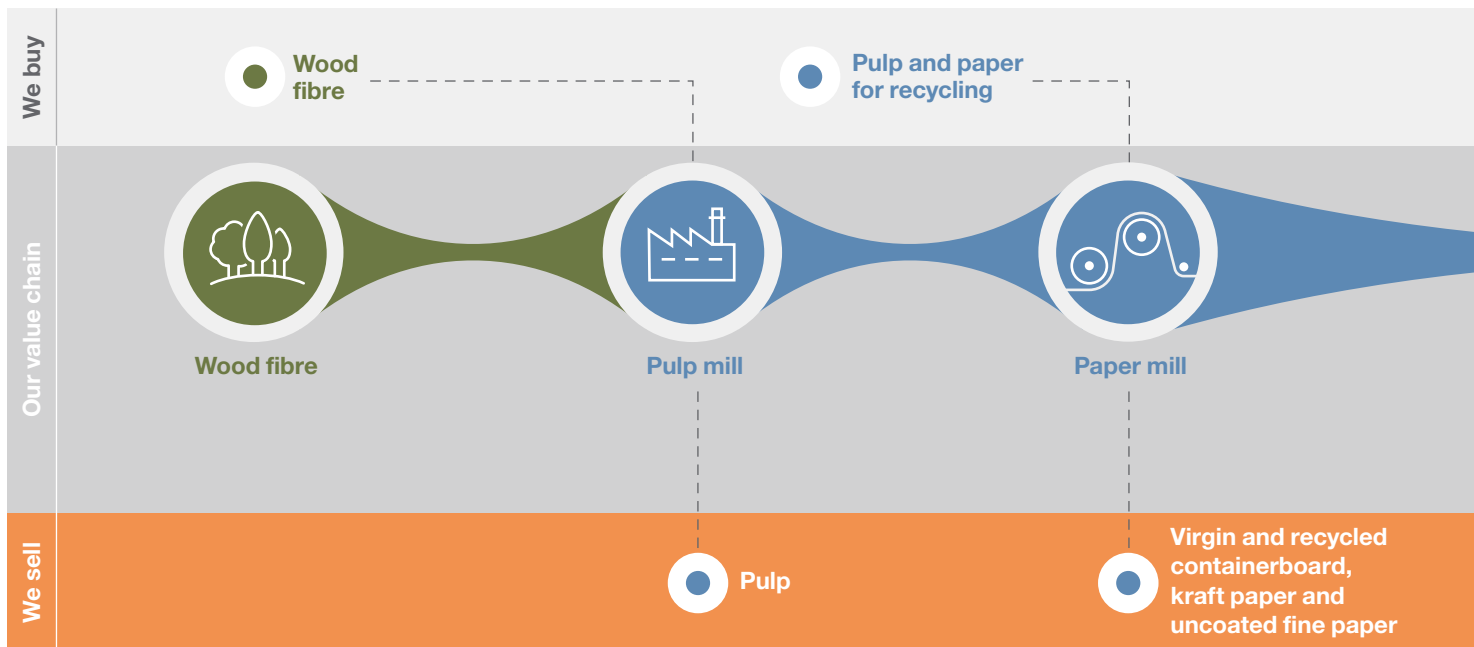 We buy
Wood
fibre
Pulp and paper
for recycling
Our value chain
Wood fibre
Pulp mill
Paper mill
We sell
Pulp
Virgin and recycled
containerboard,
kraft paper and
uncoated fine paper